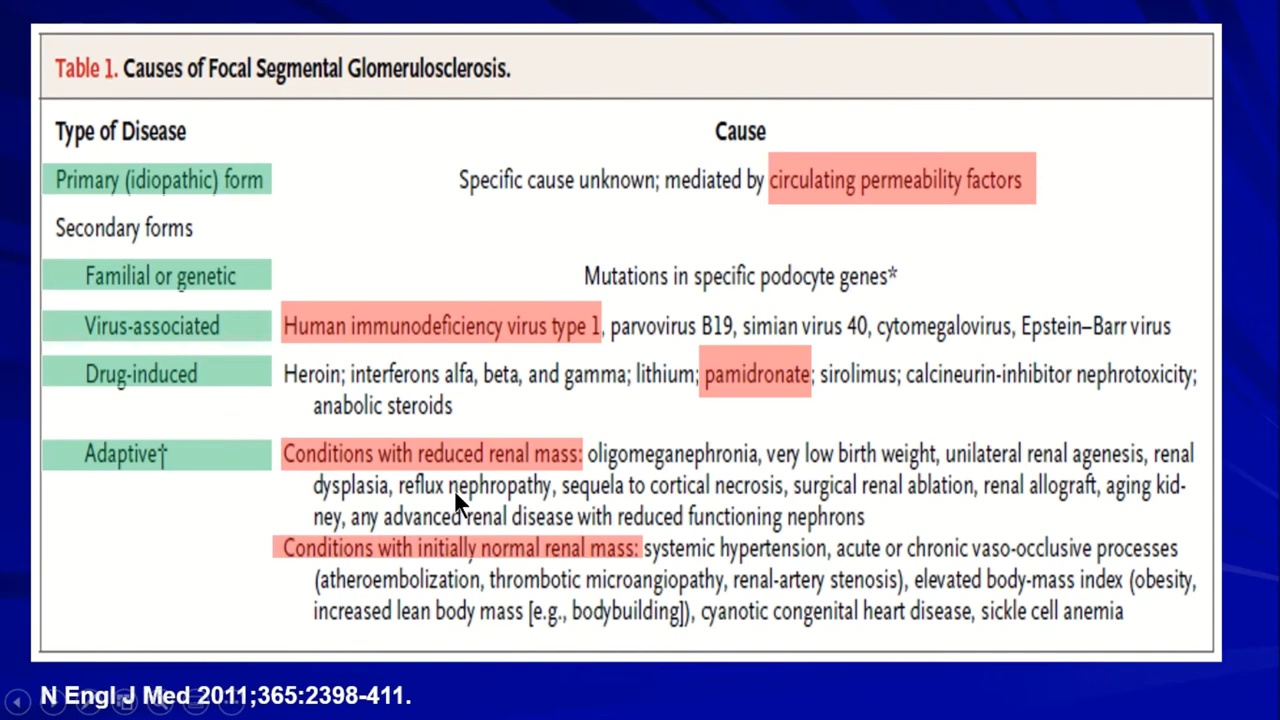 Table 1. Causes of Focal Segmental Glomerulosclerosis.
Type of Disease Cause
Primary (idiopathic) form Specific cause unknown; mediated by circulating permeability factors
Secondary forms
Familial or genetic Mutations in specific podocyte genes*
Virus-associated Human immunodeficiency virus type 1, parvovirus B19, simian virus 40, cytomegalovirus, Epstein–Barr virus
Drug-induced Heroin; interferons alfa, beta, and gamma; lithium; pamidronate; sirolimus; calcineurin-inhibitor nephrotoxicity;
anabolic steroids
Adaptive† Conditions with reduced renal mass: oligomeganephronia, very low birth weight, unilateral renal agenesis, renal
dysplasia, reflux nephropathy, sequela to cortical necrosis, surgical renal ablation, renal allograft, aging kid-
ney, any advanced renal disease with reduced functioning nephrons
Conditions with initially normal renal mass: systemic hypertension, acute or chronic vaso-occlusive processes
(atheroembolization, thrombotic microangiopathy, renal-artery stenosis), elevated body-mass index (obesity,
increased lean body mass [e.g., bodybuilding]), cyanotic congenital heart disease, sickle cell anemia
N Engl J Med 2011;365:2398-411.